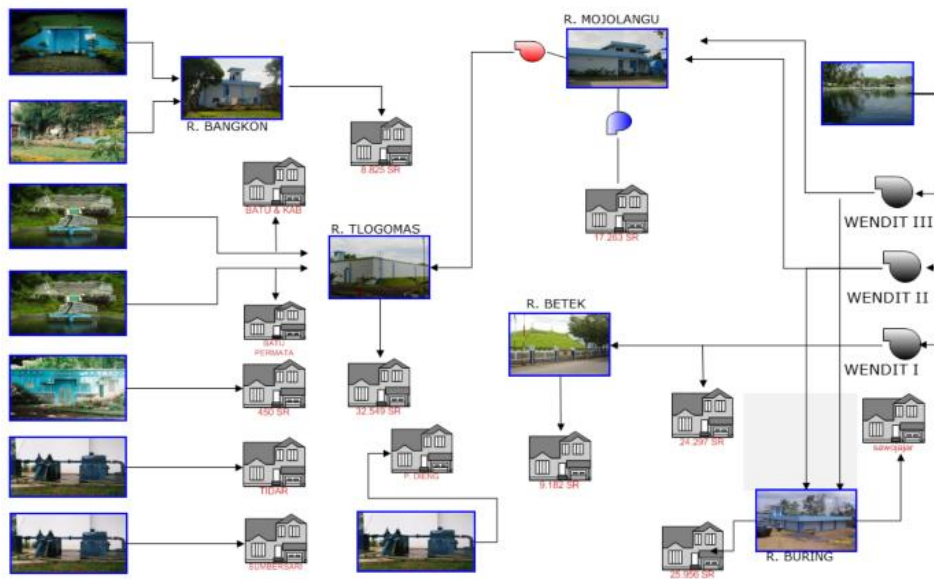 R. MOJOLANGU
R. BANGKON
8.825 SR
BATU & KAB
17.263 SR
WENDIT III
R. TLOGOMAS
WENDIT II
R. BETEK
BATU
PERMATA
WENDIT I
450 SR
32.549 SR
24.297 SR
sawojajar
P. DIENG
9.182 SR
TIDAR
R. BURING
SUMBERSARI
25.956 SR